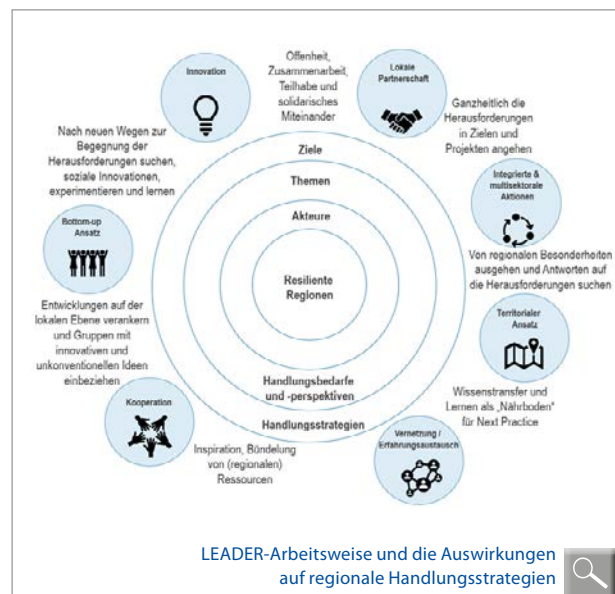 Innovation
Offenheit,
Zusammenarbeit,
Teilhabe und
solidarisches
Miteinander
Lokale
Partnerschaft
Ganzheitlich die
Herausforderungen
in Zielen und
Projekten angehen
Nach neuen Wegen zur
Begegnung der
Herausforderungen suchen,
soziale Innovationen,
experimentieren und lernen
Ziele
Themen
Akteure
Resiliente
Regionen
Handlungsbedarfe
und -perspektiven
Handlungsstrategien
Integrierte &
multisektorale
Aktionen
Von regionalen Besonderheiten
ausgehen und Antworten auf
die Herausforderungen suchen
Bottom-up
Ansatz
Entwicklungen auf der
lokalen Ebene verankern
und Gruppen mit
innovativen und
unkonventionellen Ideen
einbeziehen
Territorialer
Ansatz
Wissenstransfer und
Lernen als „Nährboden"
für Next Practice
Kooperation
Inspiration, Bündelung
von (regionalen)
Ressourcen
Vernetzung /
Erfahrungsaustausch
LEADER-Arbeitsweise und die Auswirkungen
auf regionale Handlungsstrategien